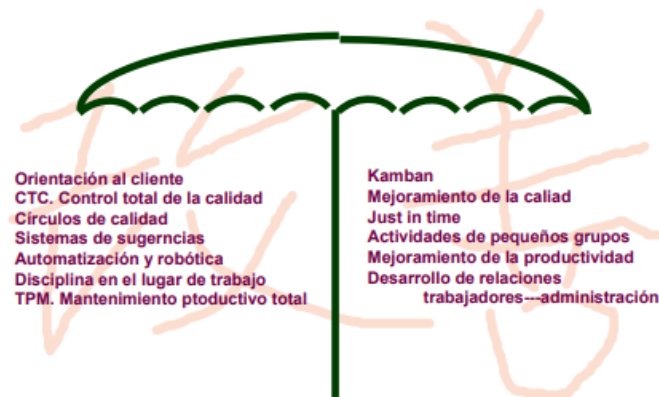 Orientación al cliente
CTC. Control total de la calidad
Círculos de calidad
Sistemas de sugerncias
Automatización y robótica
Disciplina en el lugar de trabajo
TPM. Mantenimiento ptoductivo total
Kamban
Mejoramiento de la caliad
Just in time
Actividades de pequeños grupos
Mejoramiento de la productividad
Desarrollo de relaciones
trabajadores---administración